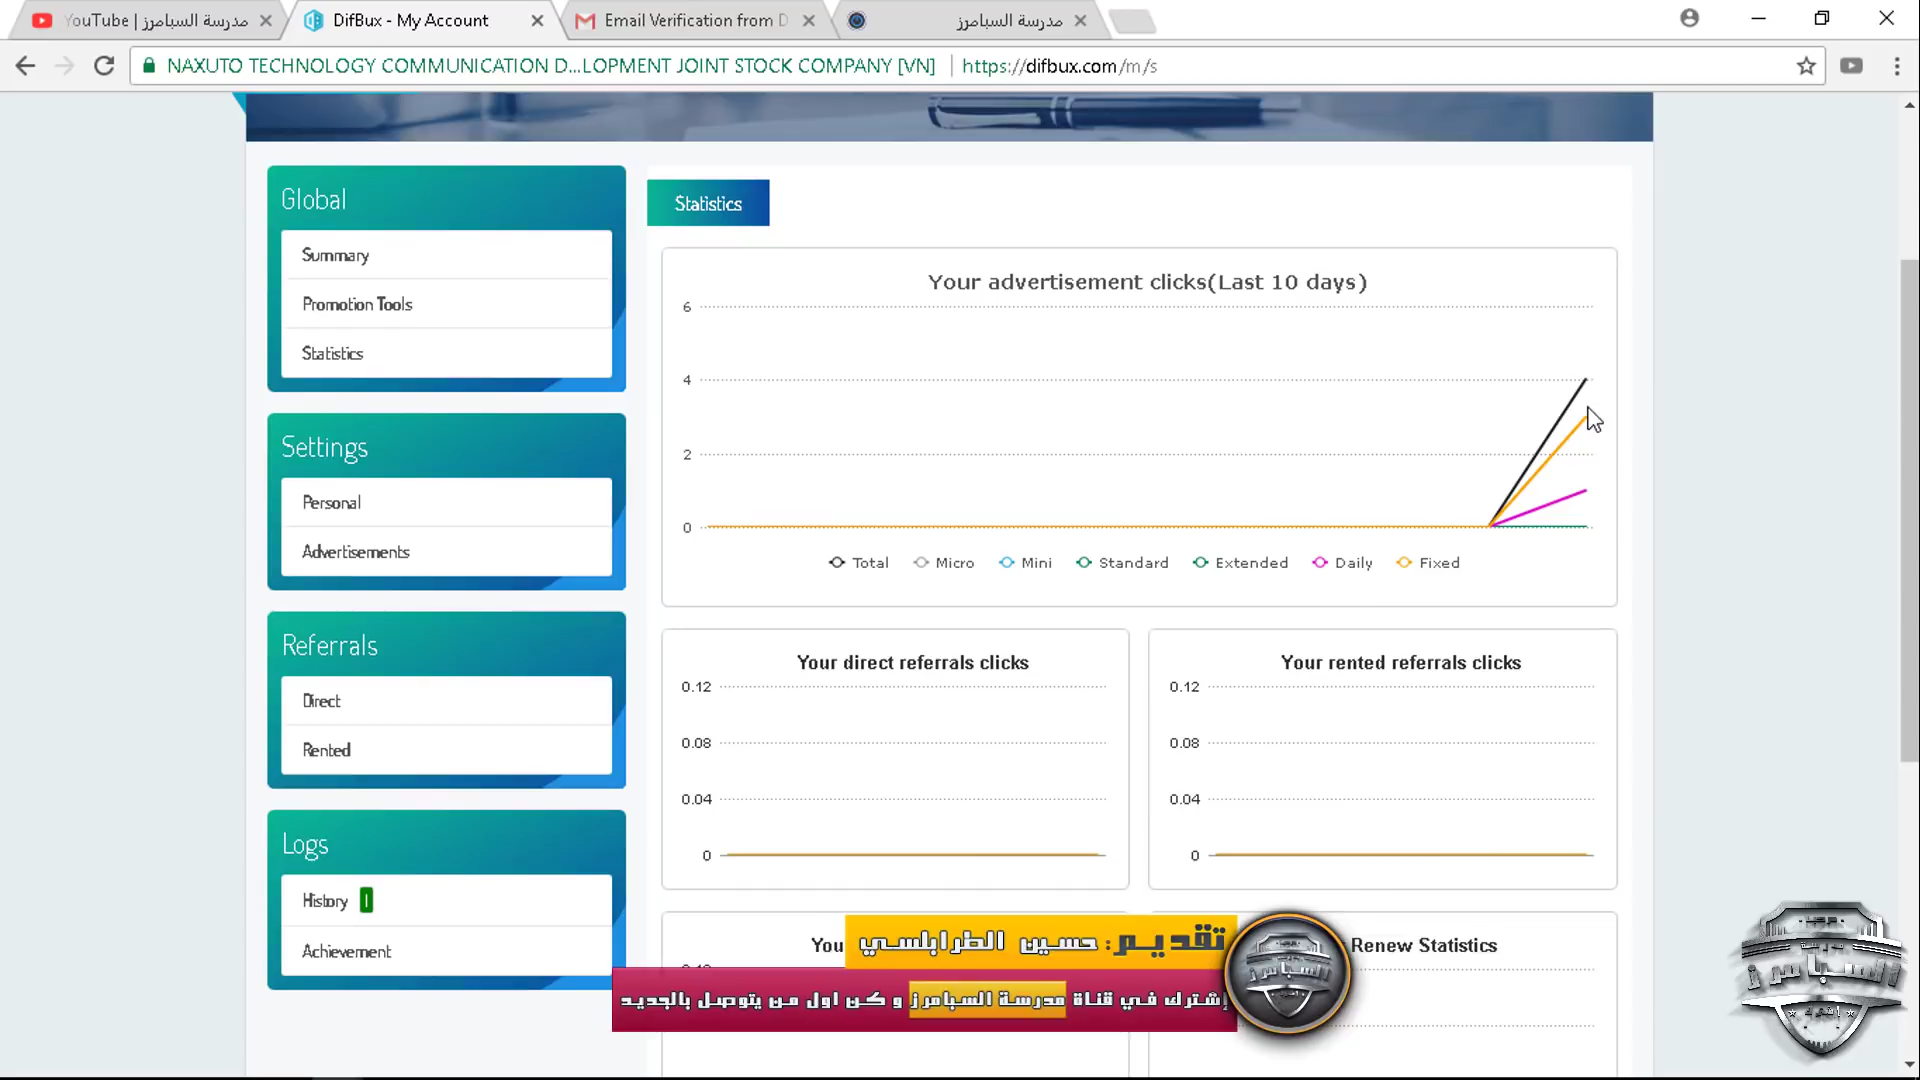 YouTube | مدرسة السبامرز
DifBux - My Account
Email Verification from D
مدرسة السبامرز
NAXUTO TECHNOLOGY COMMUNICATION D...LOPMENT JOINT STOCK COMPANY [VN]
https://difbux.com/m/s
Global
Summary
Promotion Tools
Statistics
Settings
Personal
Advertisements
Referrals
Direct
Rented
Logs
History 1
Achievement
Statistics
Your advertisement clicks(Last 10 days)
6
4
2
0
Total Micro Mini Standard Extended Daily Fixed
Your direct referrals clicks
0.12
0.08
0.04
0
Your rented referrals clicks
0.12
0.08
0.04
0
You
Renew Statistics
تقديم: حسين الطرابلسي
إشترك في قناة مدرسة السبامرز و كن اول من يتوصل بالجديد
مدرسة
السبامرز
إشترك